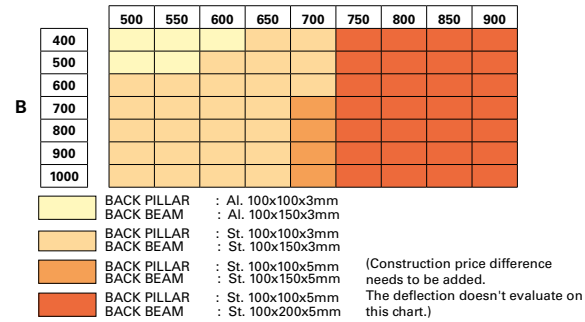 500 550 600 650 700 750 800 850 900
400
500
600
B 700
800
900
1000
BACK PILLAR : Al. 100x100x3mm
BACK BEAM : Al. 100x150x3mm
BACK PILLAR : St. 100x100x3mm
BACK BEAM : St. 100x150x3mm
BACK PILLAR : St. 100x100x5mm
BACK BEAM : St. 100x150x5mm
BACK PILLAR : St. 100x100x5mm
BACK BEAM : St. 100x200x5mm
(Construction price difference
needs to be added.
The deflection doesn't evaluate on
this chart.)